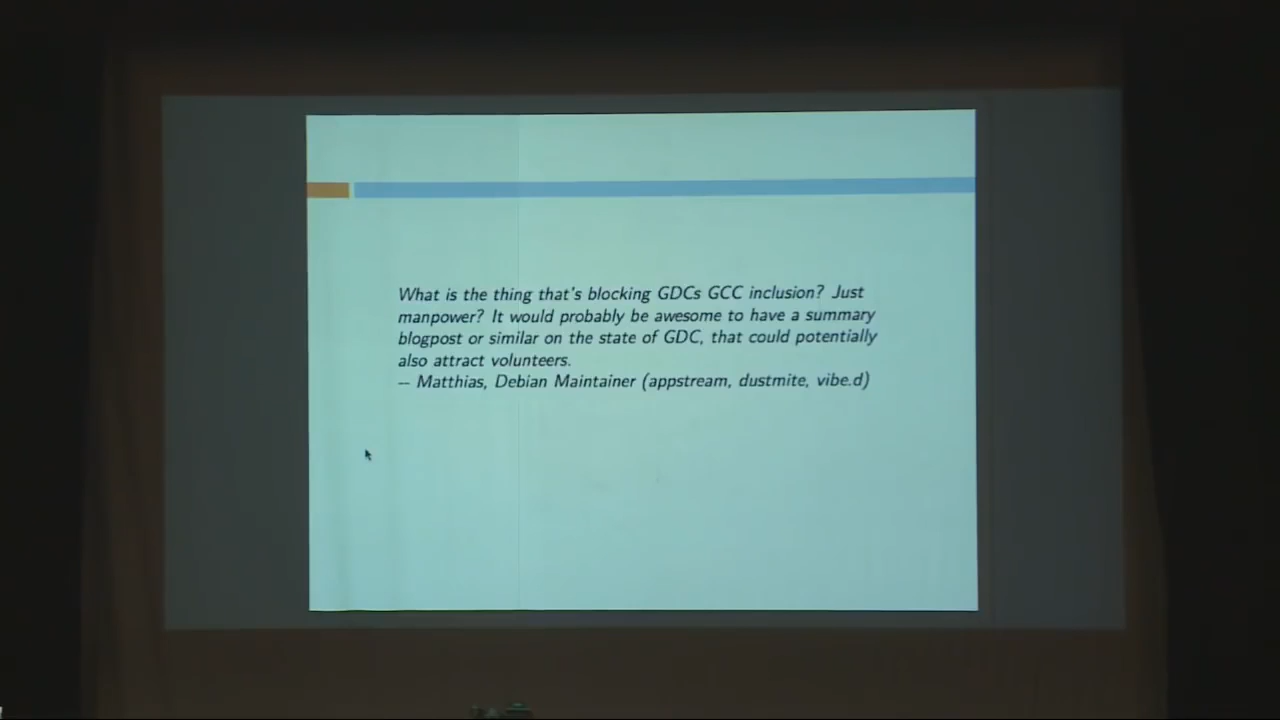 What is the thing that's blocking GDCs GCC inclusion? Just
manpower? It would probably be awesome to have a summary
blogpost or similar on the state of GDC, that could potentially
also attract volunteers.
– Matthias, Debian Maintainer (appstream, dustmite, vibe.d)